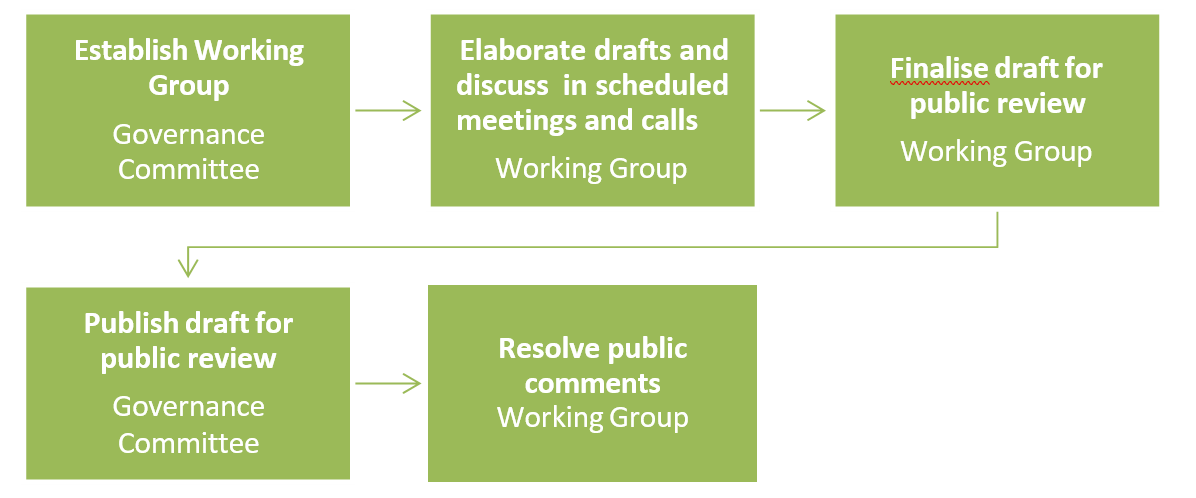 Establish Working
Group
Governance
Committee
Elaborate drafts and
discuss in scheduled
meetings and calls
Working Group
Finalise draft for
public review
Working Group
Publish draft for
public review
Governance
Committee
Resolve public
comments
Working Group